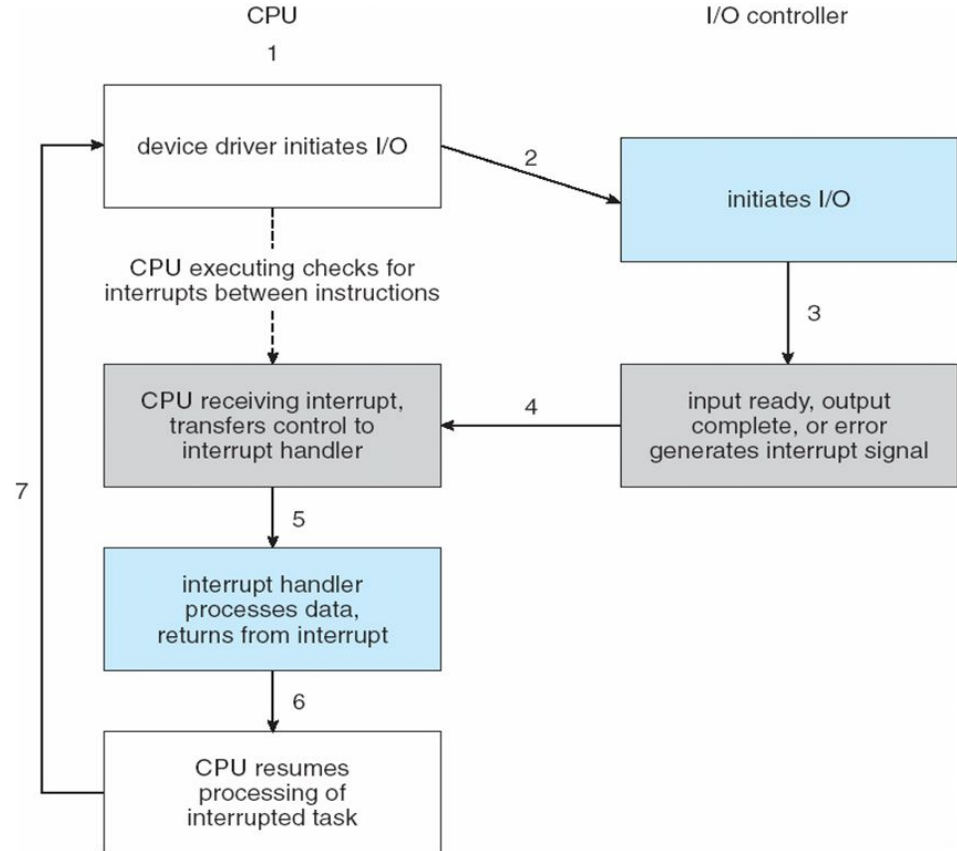 CPU
I/O controller
1
device driver initiates I/O
2
initiates I/O
CPU executing checks for
interrupts between instructions
3
CPU receiving interrupt,
transfers control to
interrupt handler
4
input ready, output
complete, or error
generates interrupt signal
7
5
interrupt handler
processes data,
returns from interrupt
6
CPU resumes
processing of
interrupted task